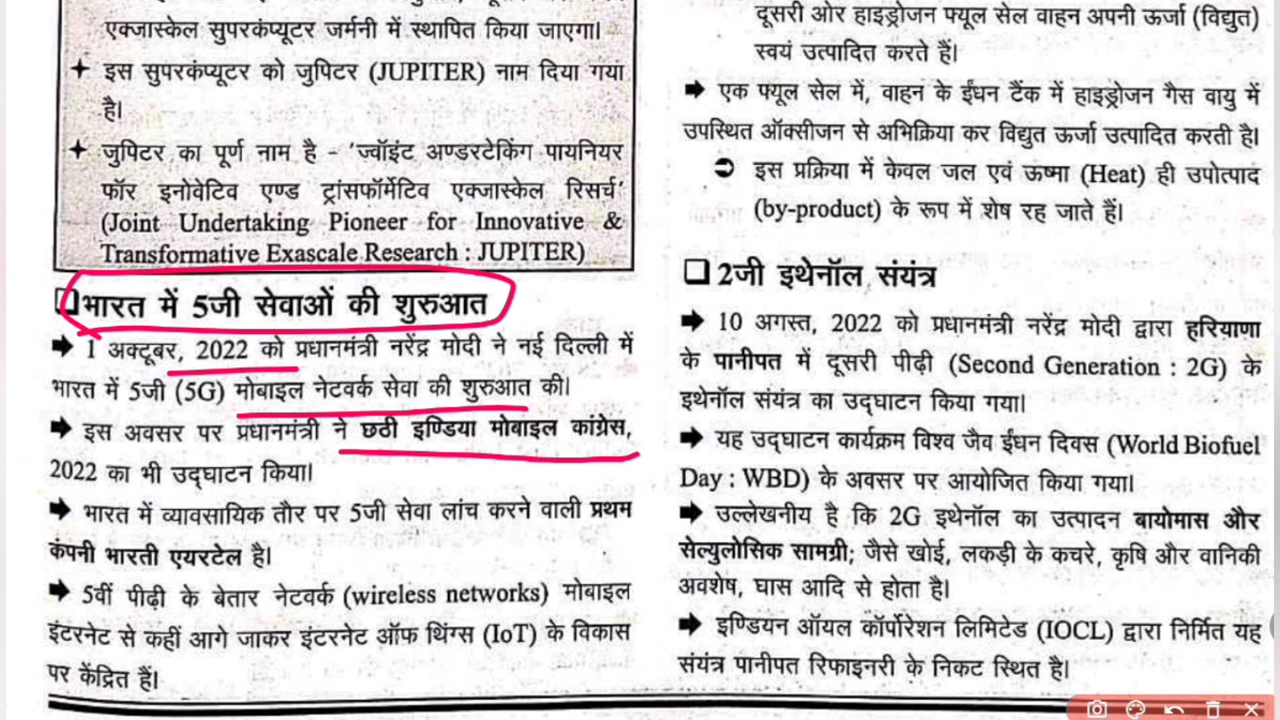 एक्जास्केल सुपरकंप्यूटर जर्मनी में स्थापित किया जाएगा।
✦ इस सुपरकंप्यूटर को जुपिटर (JUPITER) नाम दिया गया
है।
✦ जुपिटर का पूर्ण नाम है - 'ज्वॉइंट अण्डरटेकिंग पायनियर
फॉर इनोवेटिव एण्ड ट्रांसफॉर्मेटिव एक्जास्केल रिसर्च'
(Joint Undertaking Pioneer for Innovative &
Transformative Exascale Research : JUPITER)
❑ भारत में 5जी सेवाओं की शुरुआत
➡ 1 अक्टूबर, 2022 को प्रधानमंत्री नरेंद्र मोदी ने नई दिल्ली में
भारत में 5जी (5G) मोबाइल नेटवर्क सेवा की शुरुआत की।
➡ इस अवसर पर प्रधानमंत्री ने छठी इण्डिया मोबाइल कांग्रेस,
2022 का भी उद्घाटन किया।
➡ भारत में व्यावसायिक तौर पर 5जी सेवा लांच करने वाली प्रथम
कंपनी भारती एयरटेल है।
➡ 5वीं पीढ़ी के बेतार नेटवर्क (wireless networks) मोबाइल
इंटरनेट से कहीं आगे जाकर इंटरनेट ऑफ थिंग्स (IoT) के विकास
पर केंद्रित हैं।
दूसरी ओर हाइड्रोजन फ्यूल सेल वाहन अपनी ऊर्जा (विद्युत)
स्वयं उत्पादित करते हैं।
➡ एक फ्यूल सेल में, वाहन के ईंधन टैंक में हाइड्रोजन गैस वायु में
उपस्थित ऑक्सीजन से अभिक्रिया कर विद्युत ऊर्जा उत्पादित करती है।
➲ इस प्रक्रिया में केवल जल एवं ऊष्मा (Heat) ही उपोत्पाद
(by-product) के रूप में शेष रह जाते हैं।
❑ 2जी इथेनॉल संयंत्र
➡ 10 अगस्त, 2022 को प्रधानमंत्री नरेंद्र मोदी द्वारा हरियाणा
के पानीपत में दूसरी पीढ़ी (Second Generation : 2G) के
इथेनॉल संयंत्र का उद्घाटन किया गया।
➡ यह उद्घाटन कार्यक्रम विश्व जैव ईंधन दिवस (World Biofuel
Day : WBD) के अवसर पर आयोजित किया गया।
➡ उल्लेखनीय है कि 2G इथेनॉल का उत्पादन बायोमास और
सेल्युलोसिक सामग्री; जैसे खोई, लकड़ी के कचरे, कृषि और वानिकी
अवशेष, घास आदि से होता है।
➡ इण्डियन ऑयल कॉर्पोरेशन लिमिटेड (IOCL) द्वारा निर्मित यह
संयंत्र पानीपत रिफाइनरी के निकट स्थित है।